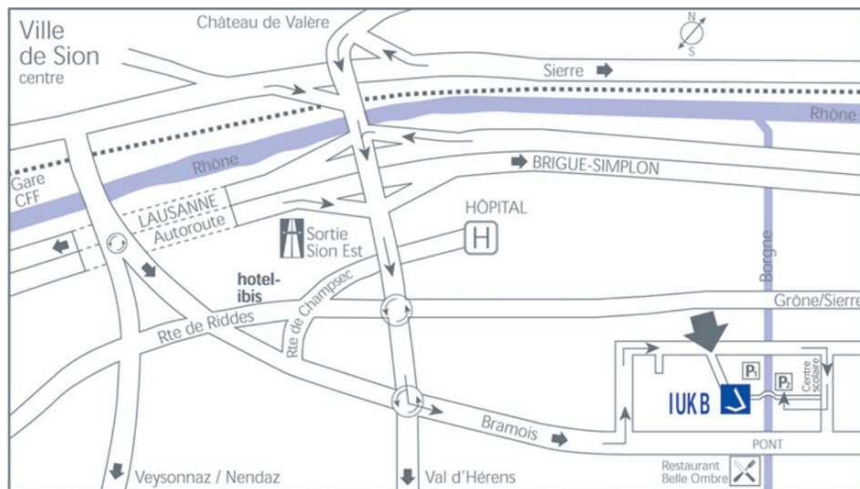 Ville
de Sion
centre
Château de Valère
N
S
Sierre
Rhône
Rhône
Gare
CFF
LAUSANNE
Autoroute
BRIGUE-SIMPLON
Sortie
Sion Est
HÔPITAL
H
hotel-
ibis
Rte de Champsec
Rte de Riddes
Borgne
Grône/Sierre
P1
P2
Centre
scolaire
IUKB
Bramois
PONT
Restaurant
Belle Ombre
Veysonnaz / Nendaz
Val d'Hérens